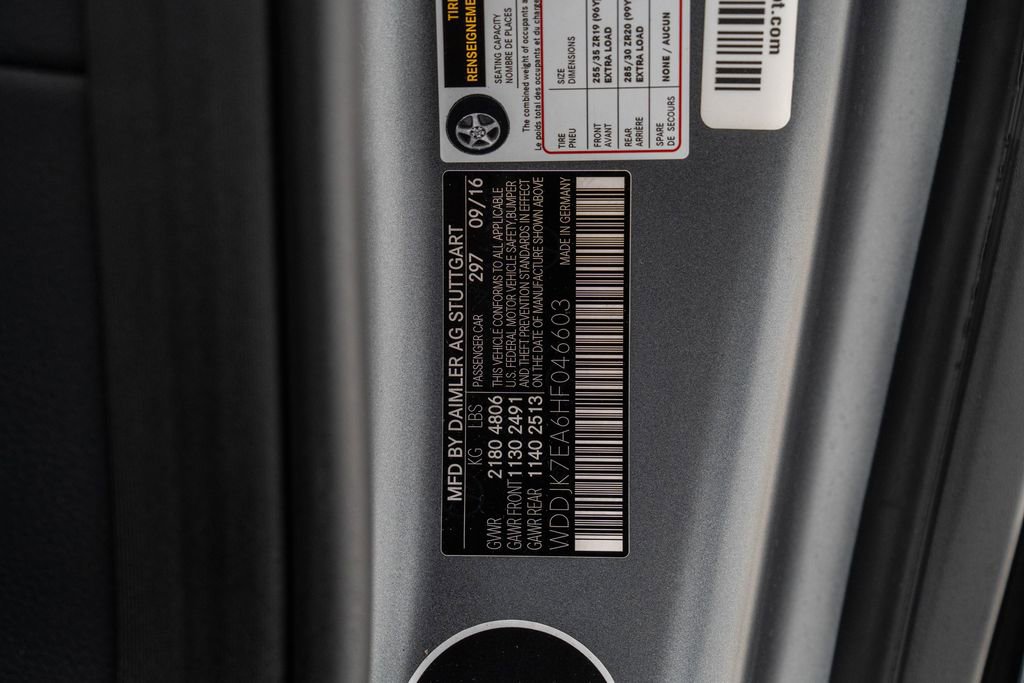 TIRE
RENSEIGNEME
SEATING CAPACITY
NOMBRE DE PLACES
The combined weight of occupants a
Le poids total des occupants et du charge
TIRE SIZE
PNEU DIMENSIONS
FRONT 255/35 ZR19 (96Y)
AVANT EXTRA LOAD
REAR 285/30 ZR20 (99Y)
ARRIÈRE EXTRA LOAD
SPARE NONE / AUCUN
DE SECOURS
t.com
MFD BY DAIMLER AG STUTTGART
KG LBS PASSENGER CAR 297 09/16
GVWR 2180 4806 THIS VEHICLE CONFORMS TO ALL APPLICABLE
GAWR FRONT 1130 2491 U.S. FEDERAL MOTOR VEHICLE SAFETY,BUMPER
GAWR REAR 1140 2513 AND THEFT PREVENTION STANDARDS IN EFFECT
ON THE DATE OF MANUFACTURE SHOWN ABOVE
WDDJK7EA6HF046603 MADE IN GERMANY